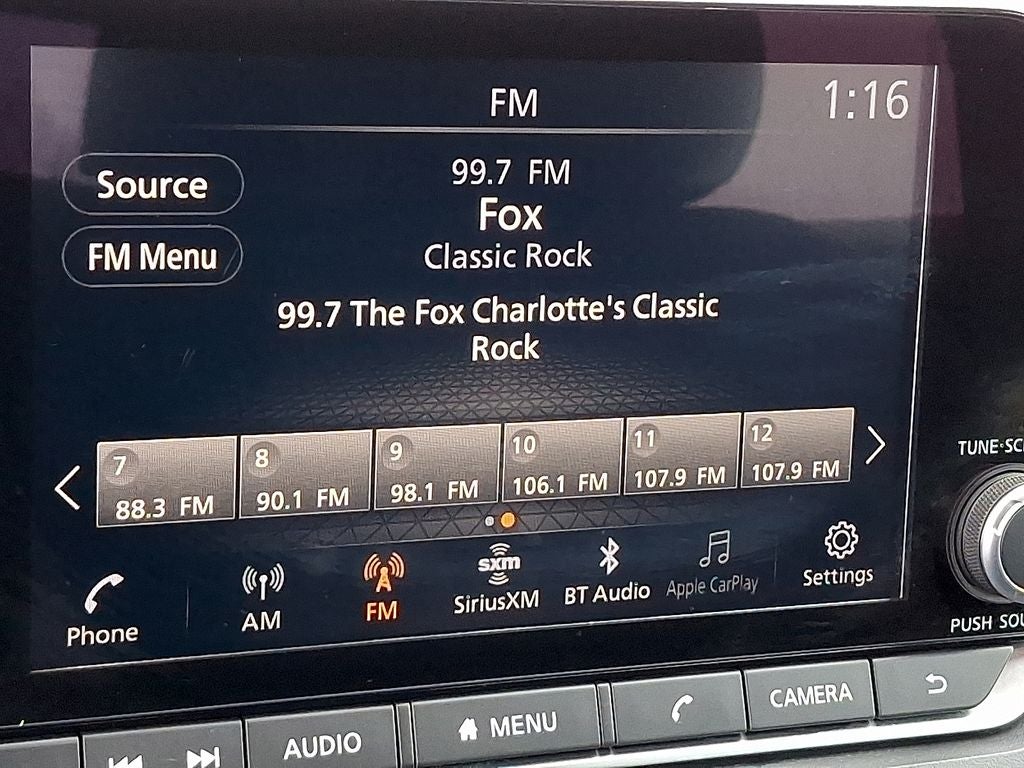 FM
1:16
Source
99.7 FM
Fox
FM Menu
Classic Rock
99.7 The Fox Charlotte's Classic
Rock
7
88.3 FM
8
90.1 FM
9
98.1 FM
10
106.1 FM
11
107.9 FM
12
107.9 FM
Phone
AM
FM
sxm
SiriusXM
BT Audio
Apple CarPlay
Settings
TUNE·SC
PUSH SOU
AUDIO
MENU
CAMERA